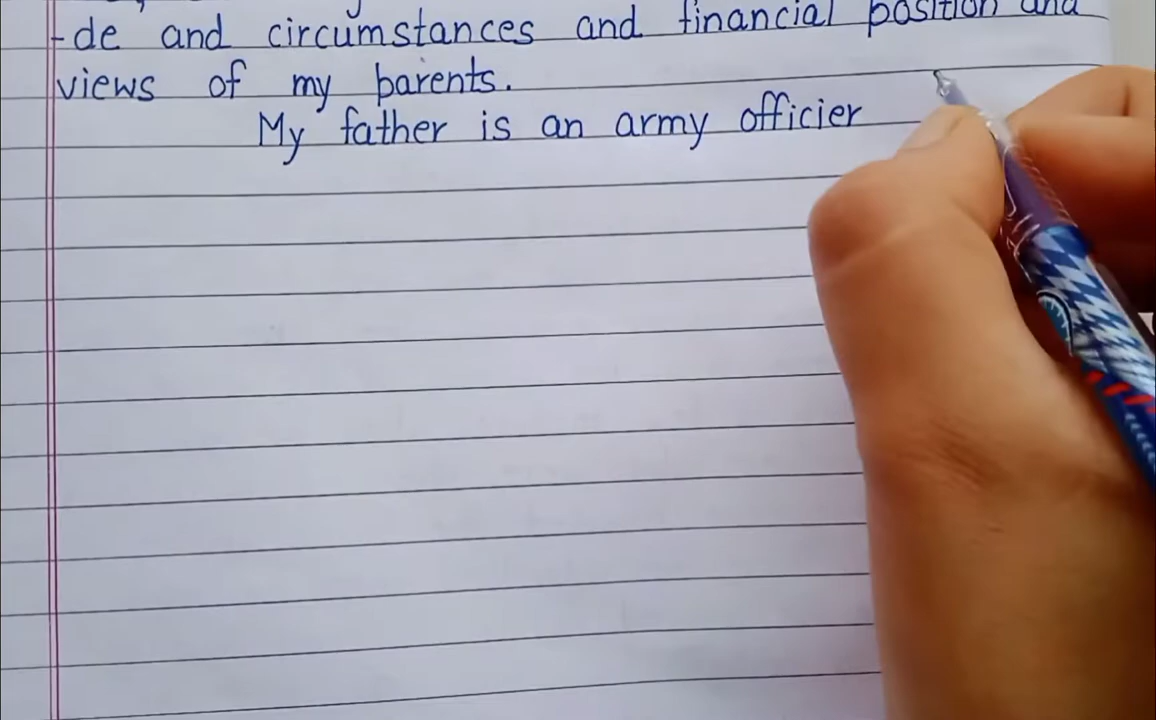 -de and circumstances and financial position and
views of my parents.
My father is an army officier